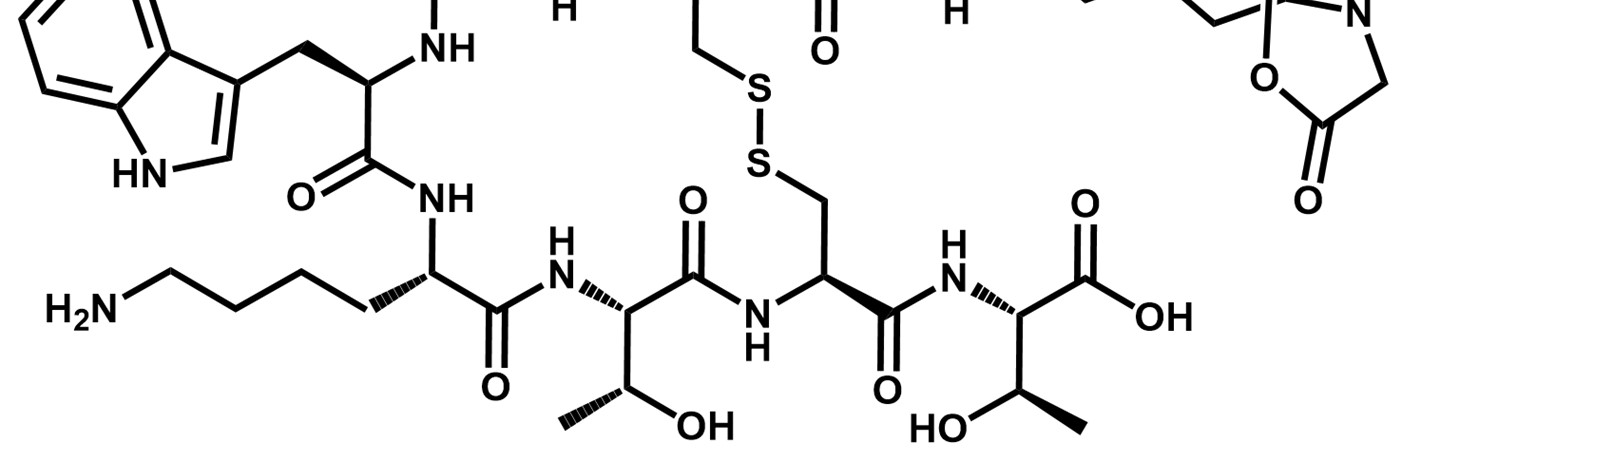 H H N
NH O
S O
S
HN
O NH O O O
H H
H₂N N N OH
N
H
O O
OH HO